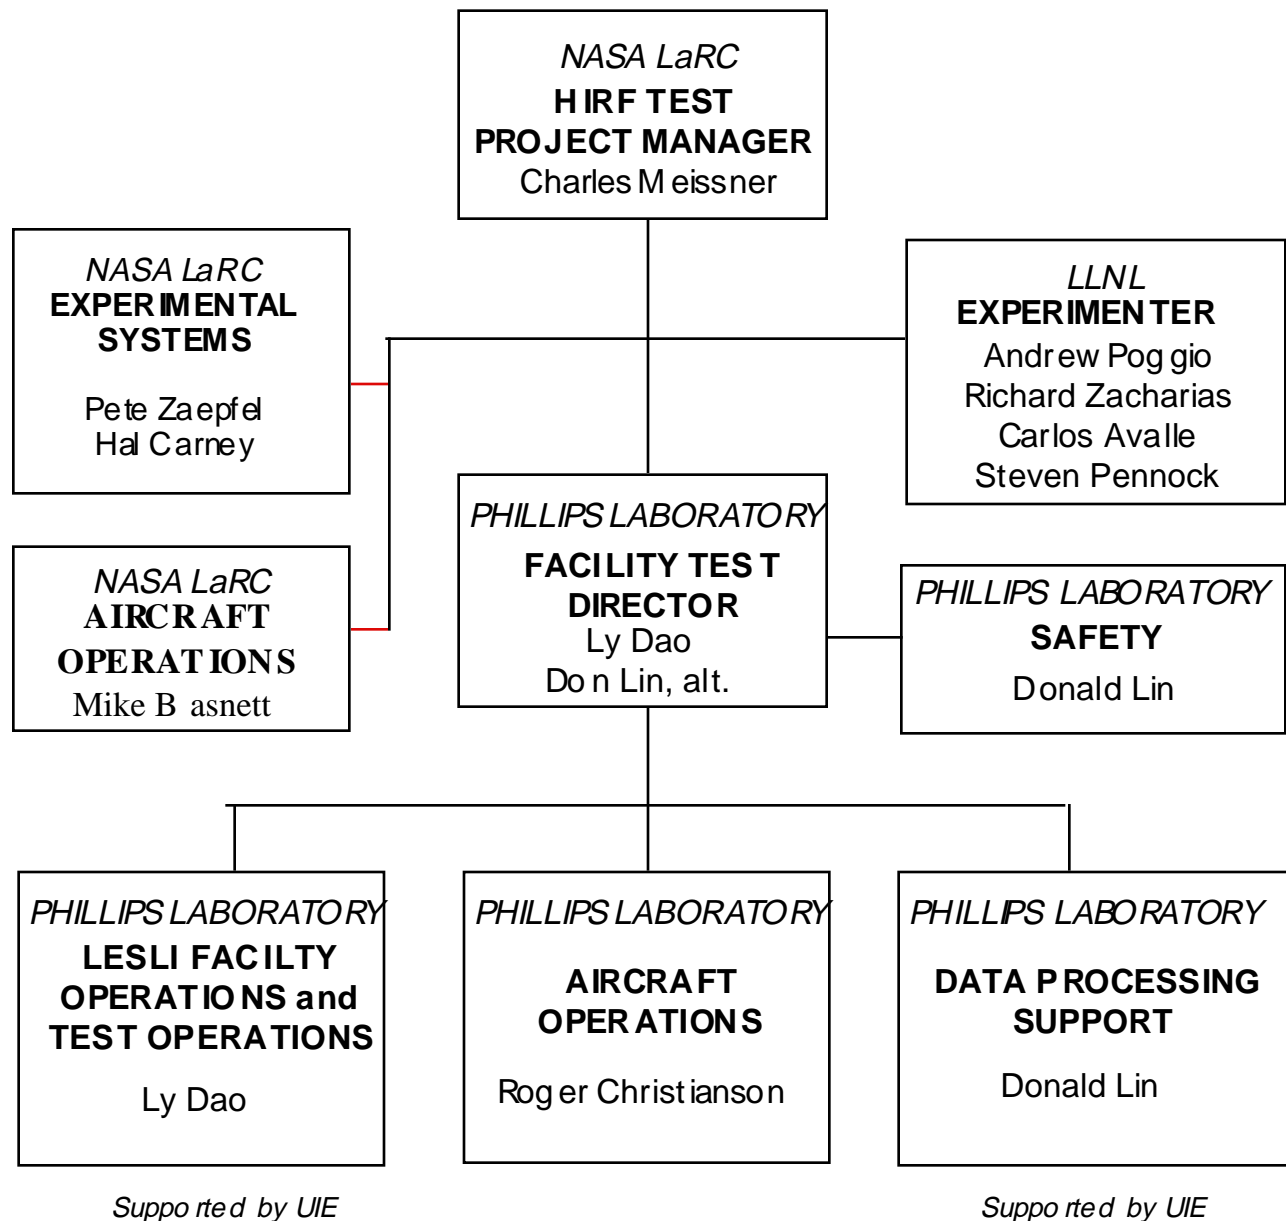 NASA LaRC
HIRF TEST
PROJECT MANAGER
Charles Meissner
NASA LaRC
EXPERIMENTAL
SYSTEMS
Pete Zaepfel
Hal Carney
LLNL
EXPERIMENTER
Andrew Poggio
Richard Zacharias
Carlos Avalle
Steven Pennock
NASA LaRC
AIRCRAFT
OPERATIONS
Mike Basnett
PHILLIPS LABORATORY
FACILITY TEST
DIRECTOR
Ly Dao
Don Lin, alt.
PHILLIPS LABORATORY
SAFETY
Donald Lin
PHILLIPS LABORATORY
LESLI FACILTY
OPERATIONS and
TEST OPERATIONS
Ly Dao
PHILLIPS LABORATORY
AIRCRAFT
OPERATIONS
Roger Christianson
PHILLIPS LABORATORY
DATA PROCESSING
SUPPORT
Donald Lin
Supported by UIE
Supported by UIE